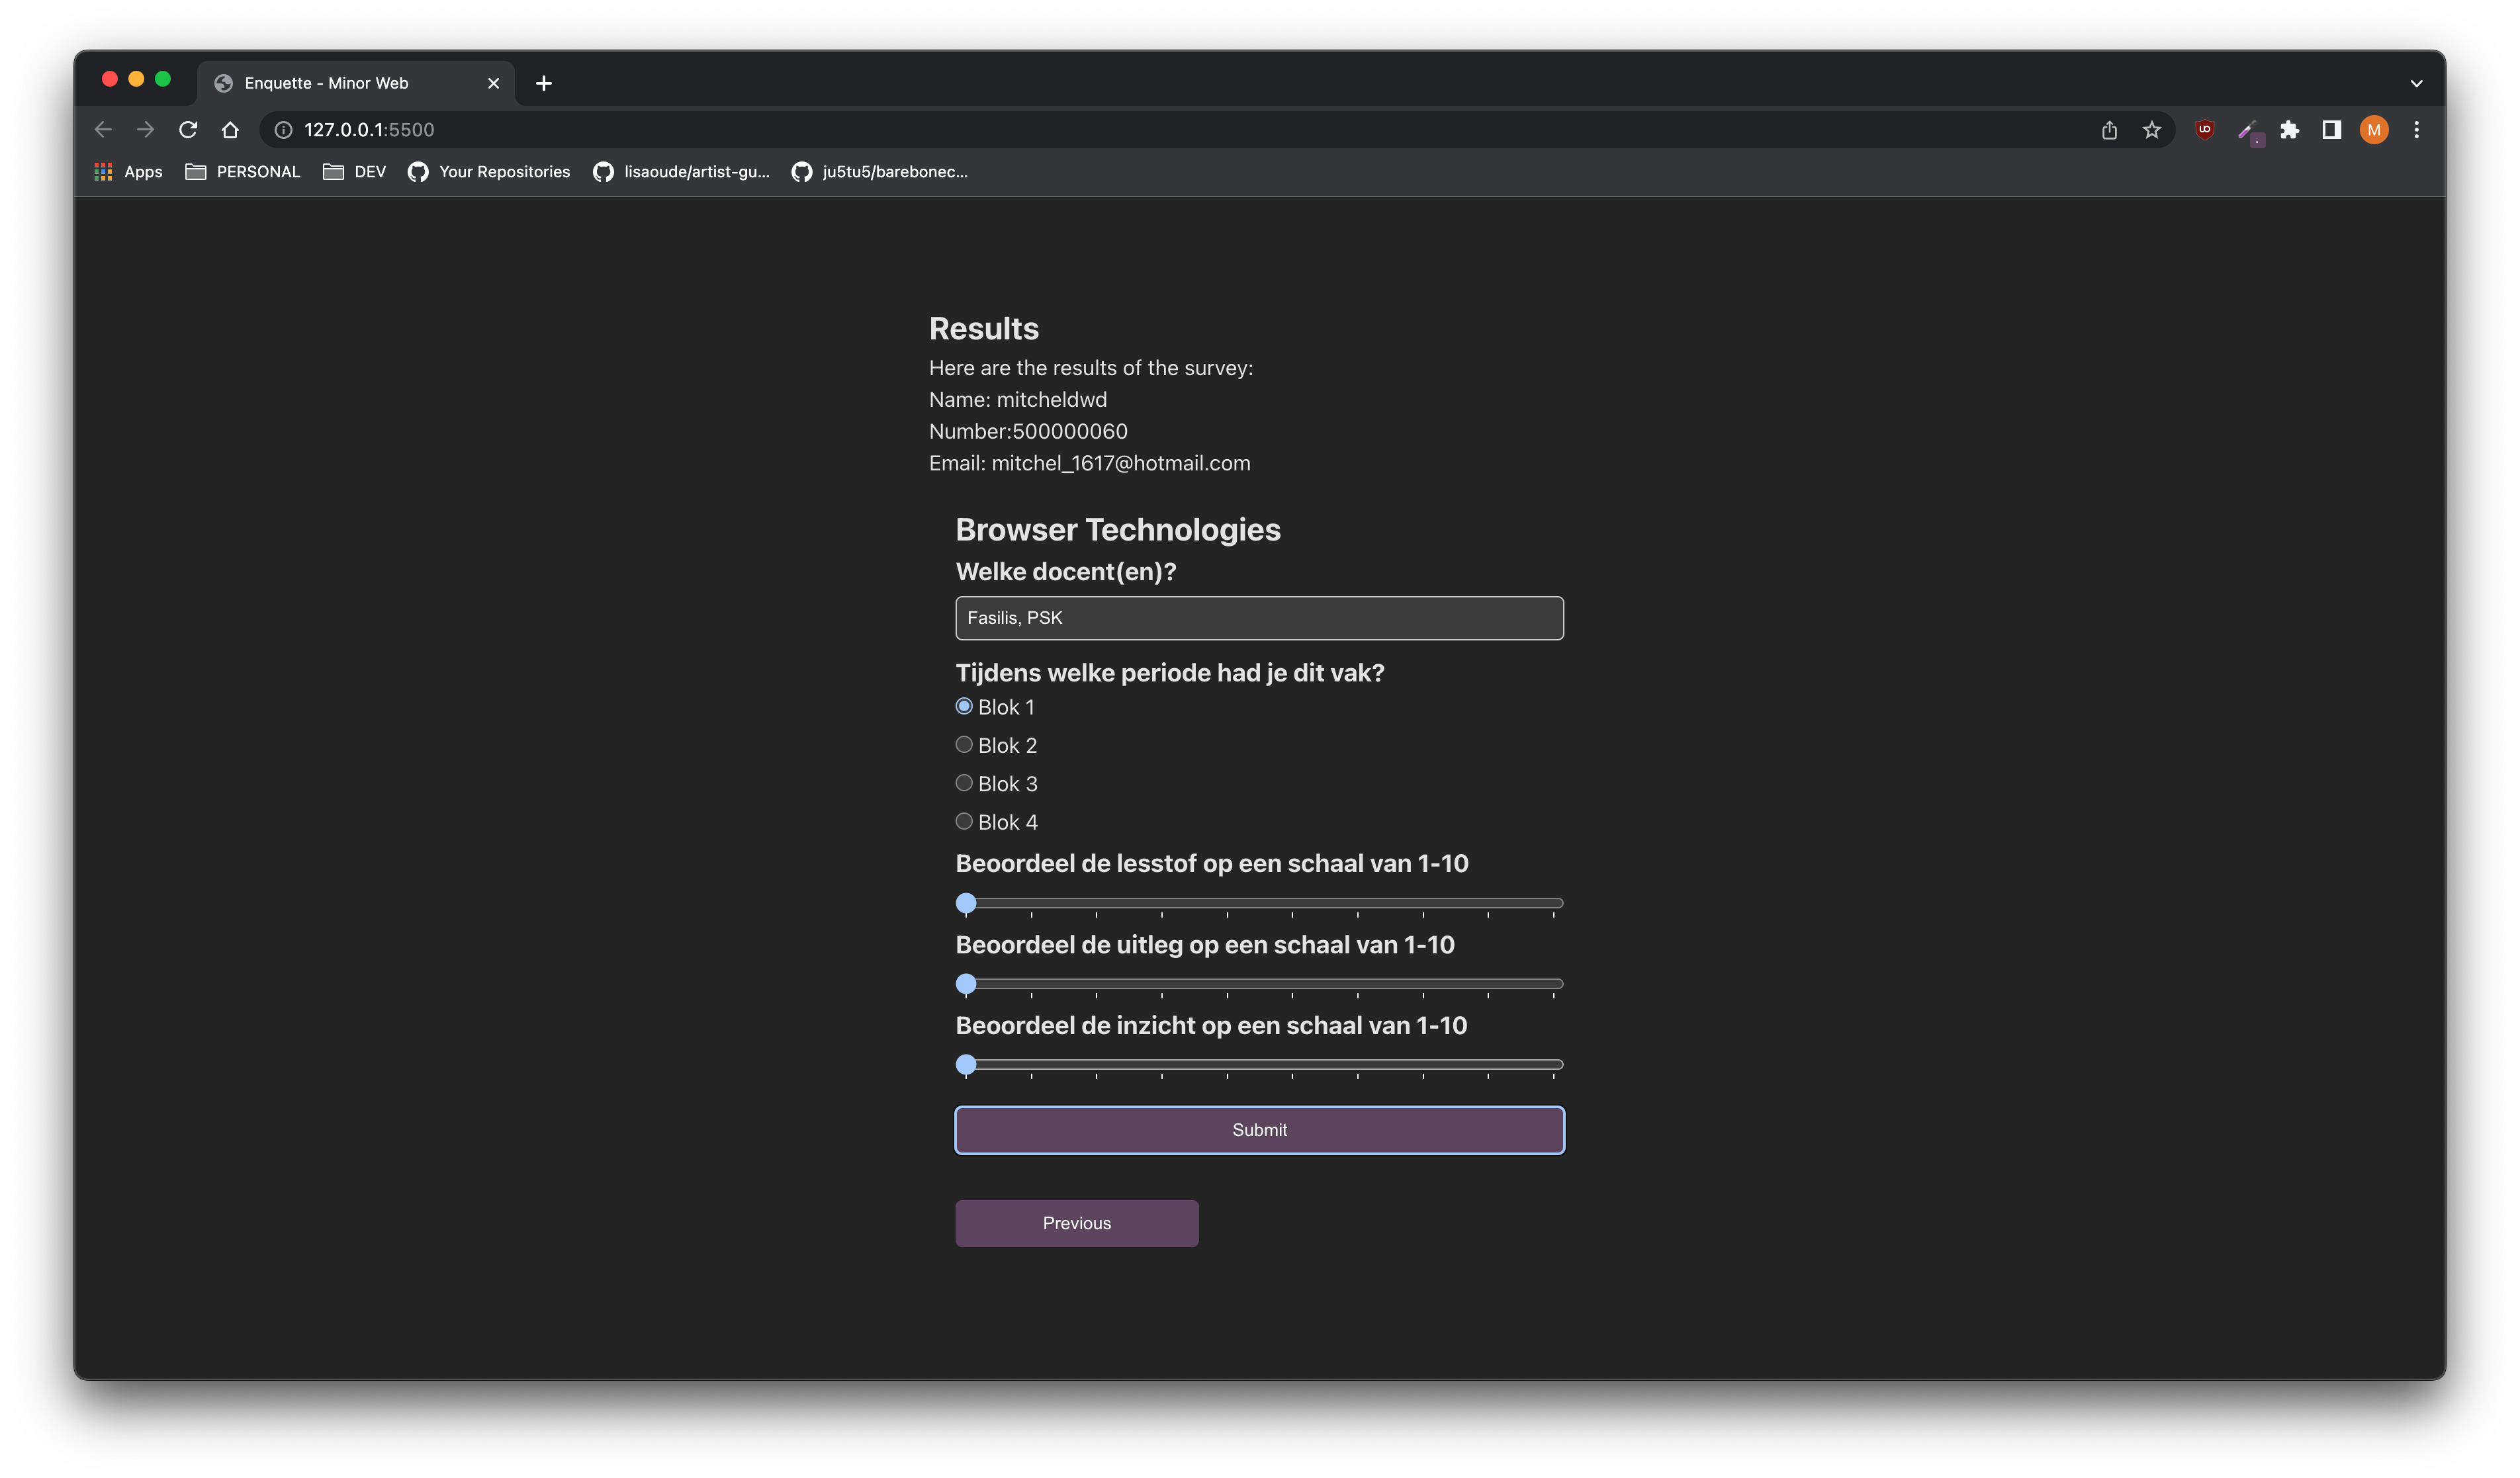 Enquette - Minor Web
127.0.0.1:5500
M
Apps
PERSONAL
DEV
Your Repositories
lisaoude/artist-gu...
ju5tu5/barebonec...
Results
Here are the results of the survey:
Name: mitcheldwd
Number:500000060
Email: mitchel_1617@hotmail.com
Browser Technologies
Welke docent(en)?
Fasilis, PSK
Tijdens welke periode had je dit vak?
Blok 1
Blok 2
Blok 3
Blok 4
Beoordeel de lesstof op een schaal van 1-10
Beoordeel de uitleg op een schaal van 1-10
Beoordeel de inzicht op een schaal van 1-10
Submit
Previous